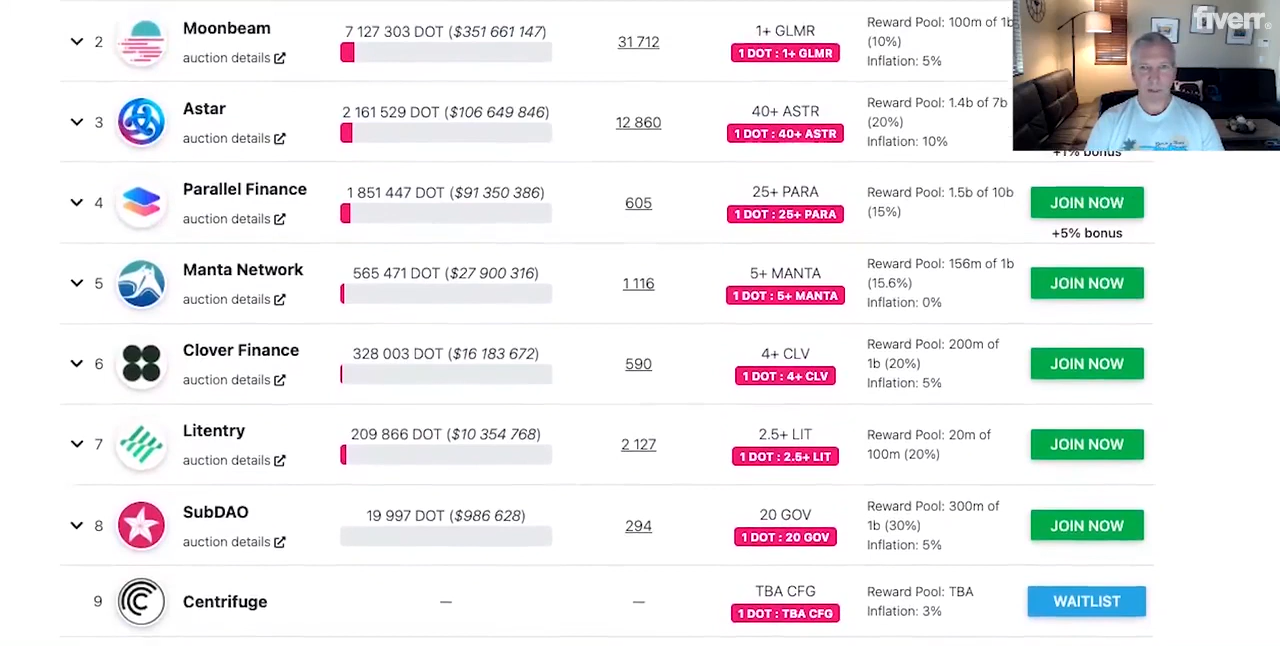 fiverr.
2
Moonbeam
auction details
7 127 303 DOT ($351 661 147)
31 712
1+ GLMR
1 DOT : 1+ GLMR
Reward Pool: 100m of 1b
(10%)
Inflation: 5%
3
Astar
auction details
2 161 529 DOT ($106 649 846)
12 860
40+ ASTR
1 DOT : 40+ ASTR
Reward Pool: 1.4b of 7b
(20%)
Inflation: 10%
+1% bonus
4
Parallel Finance
auction details
1 851 447 DOT ($91 350 386)
605
25+ PARA
1 DOT : 25+ PARA
Reward Pool: 1.5b of 10b
(15%)
JOIN NOW
+5% bonus
5
Manta Network
auction details
565 471 DOT ($27 900 316)
1 116
5+ MANTA
1 DOT : 5+ MANTA
Reward Pool: 156m of 1b
(15.6%)
Inflation: 0%
JOIN NOW
6
Clover Finance
auction details
328 003 DOT ($16 183 672)
590
4+ CLV
1 DOT : 4+ CLV
Reward Pool: 200m of
1b (20%)
Inflation: 5%
JOIN NOW
7
Litentry
auction details
209 866 DOT ($10 354 768)
2 127
2.5+ LIT
1 DOT : 2.5+ LIT
Reward Pool: 20m of
100m (20%)
JOIN NOW
8
SubDAO
auction details
19 997 DOT ($986 628)
294
20 GOV
1 DOT : 20 GOV
Reward Pool: 300m of
1b (30%)
Inflation: 5%
JOIN NOW
9
Centrifuge
—
—
TBA CFG
1 DOT : TBA CFG
Reward Pool: TBA
Inflation: 3%
WAITLIST